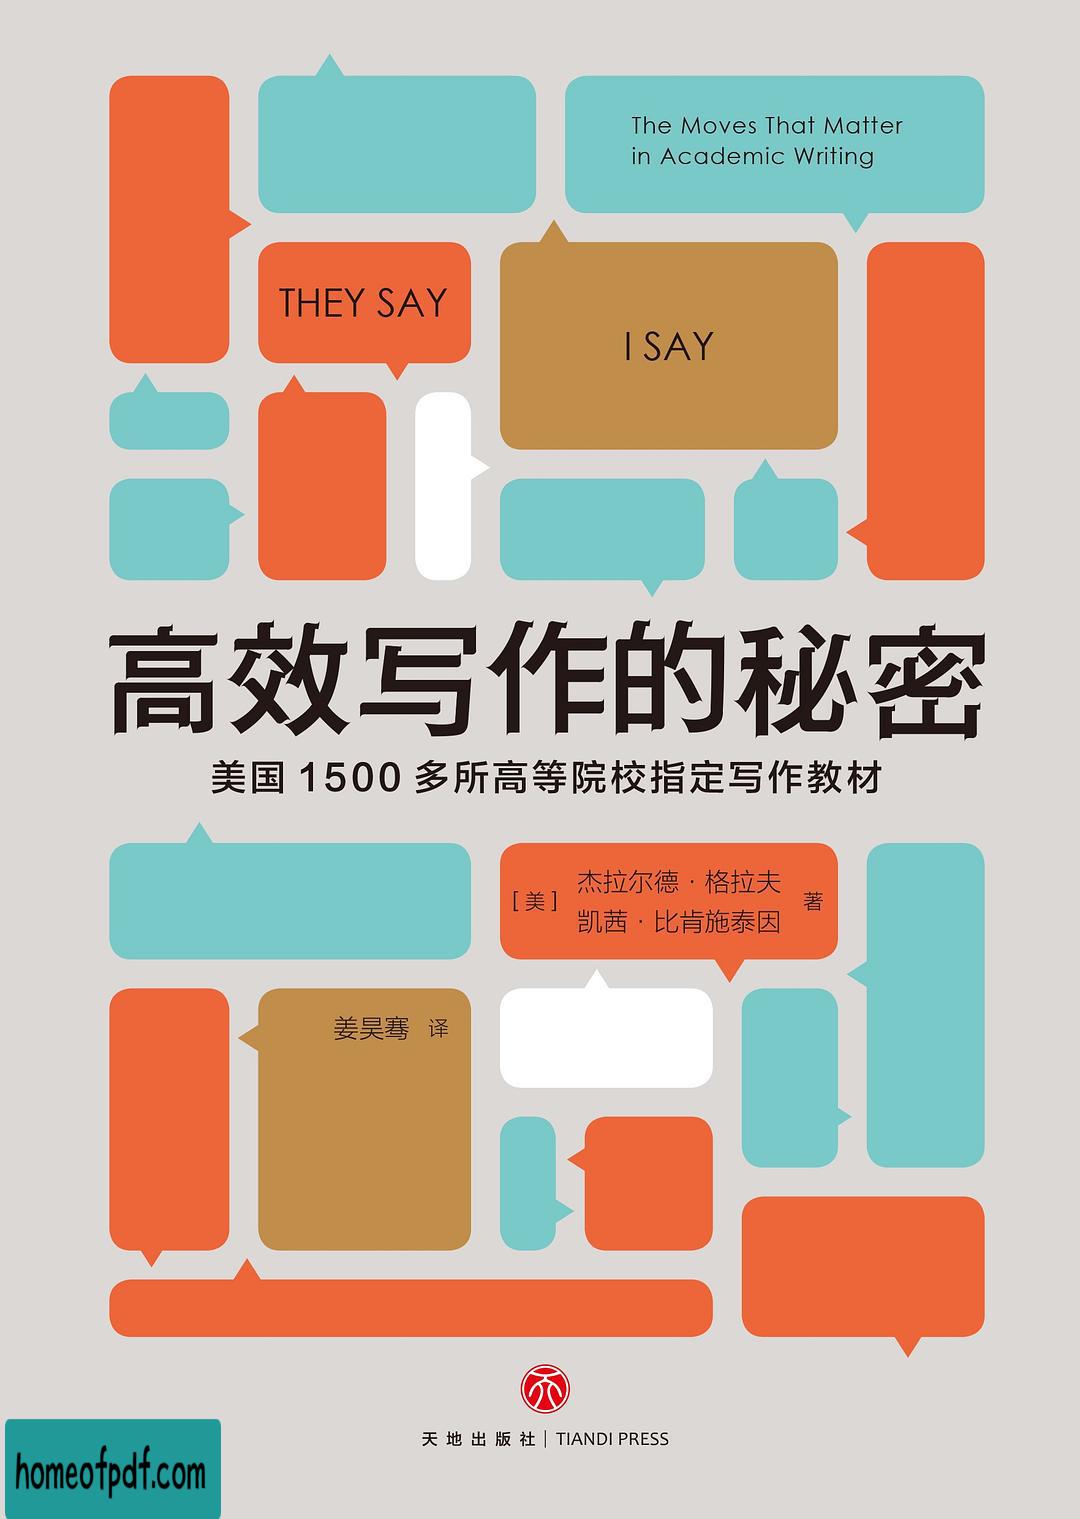 The Moves That Matter
in Academic Writing
THEY SAY
I SAY
高效写作的秘密
美国 1500 多所高等院校指定写作教材
[美] 杰拉尔德·格拉夫
凯茜·比肯施泰因 著
姜昊骞 译
天地出版社 | TIANDI PRESS
homeofpdf.com